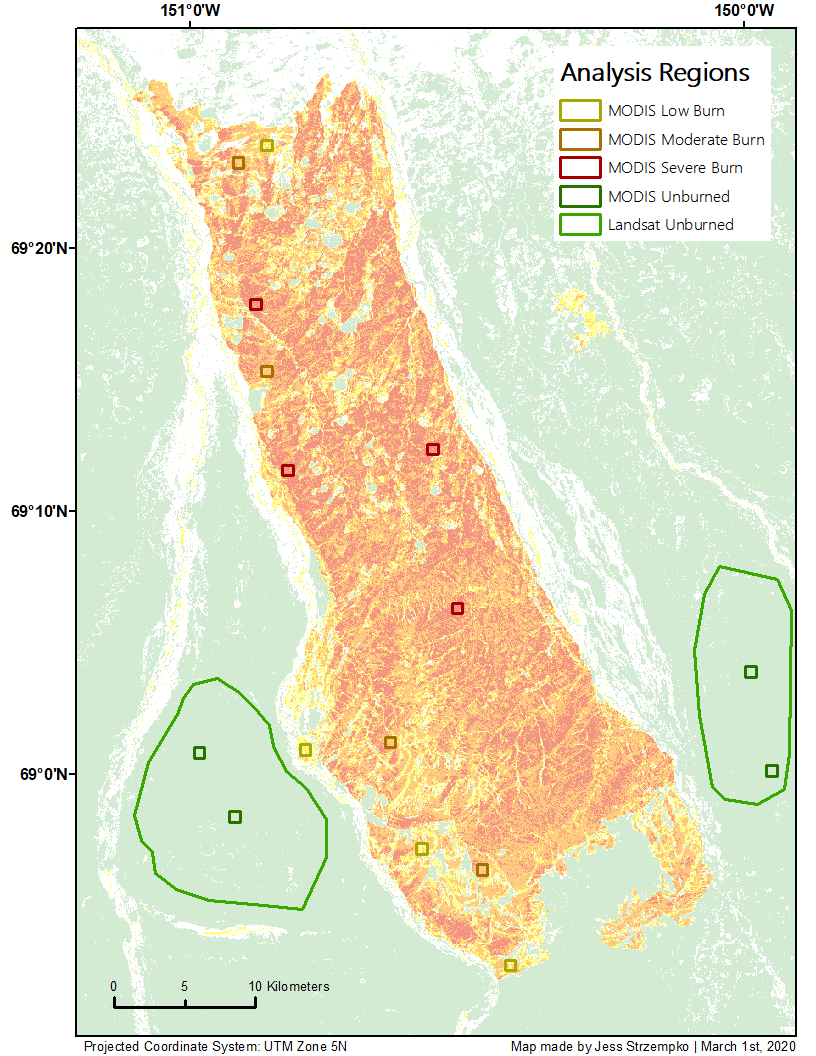 151°0'W
150°0'W
Analysis Regions
MODIS Low Burn
MODIS Moderate Burn
MODIS Severe Burn
MODIS Unburned
Landsat Unburned
69°20'N
69°10'N
69°0'N
0 5 10 Kilometers
Projected Coordinate System: UTM Zone 5N
Map made by Jess Strzempko | March 1st, 2020